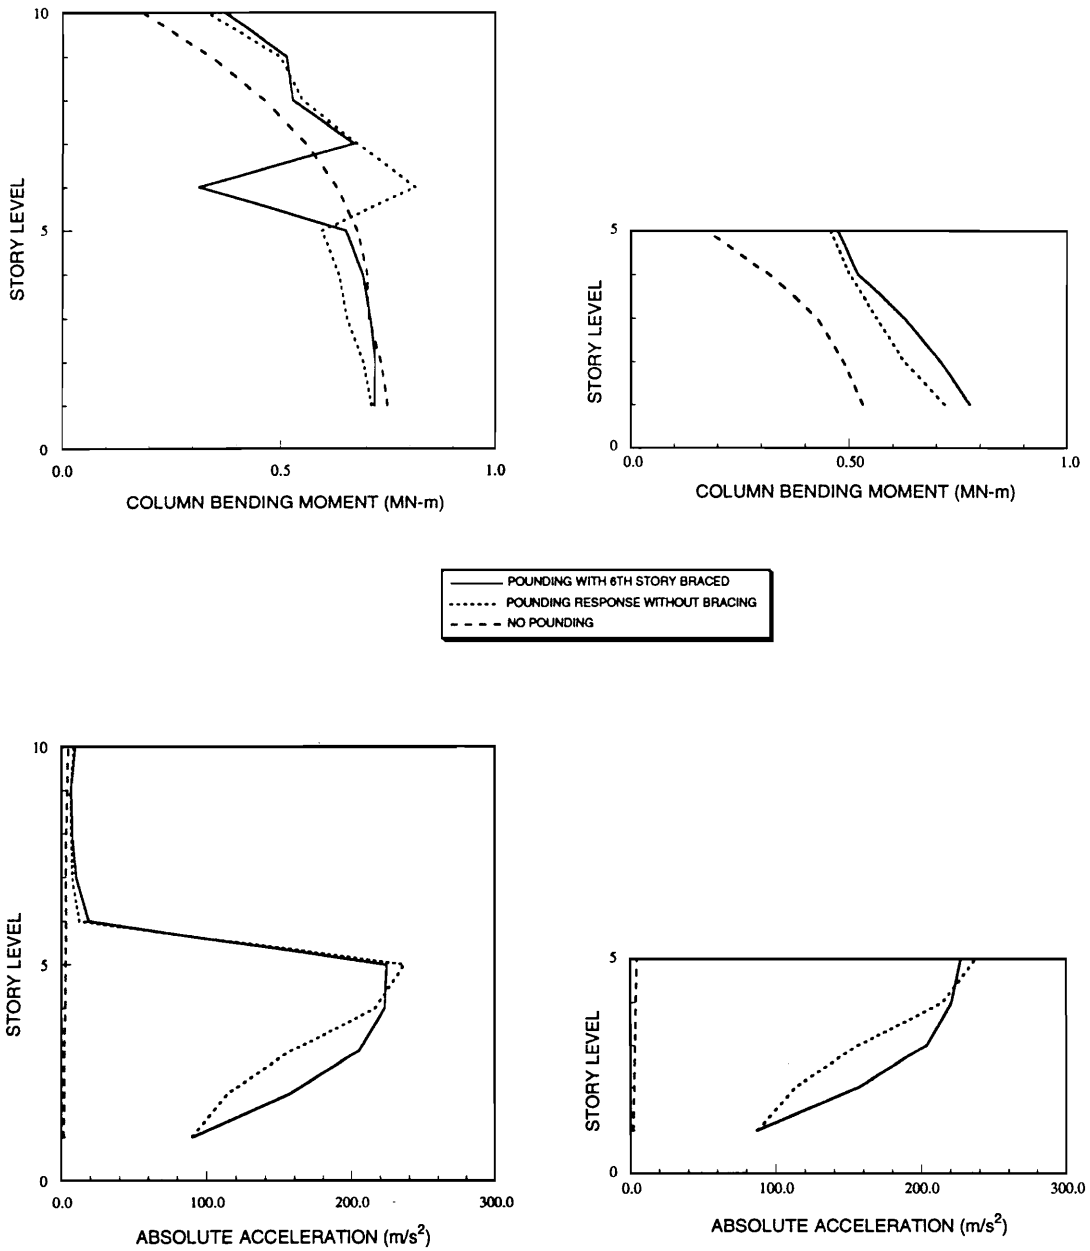 10
5
0
STORY LEVEL
0.0 0.5 1.0
COLUMN BENDING MOMENT (MN-m)
5
0
STORY LEVEL
0.0 0.50 1.0
COLUMN BENDING MOMENT (MN-m)
POUNDING WITH 6TH STORY BRACED
POUNDING RESPONSE WITHOUT BRACING
NO POUNDING
10
5
0
STORY LEVEL
0.0 100.0 200.0 300.0
ABSOLUTE ACCELERATION (m/s²)
5
0
STORY LEVEL
0.0 100.0 200.0 300.0
ABSOLUTE ACCELERATION (m/s²)